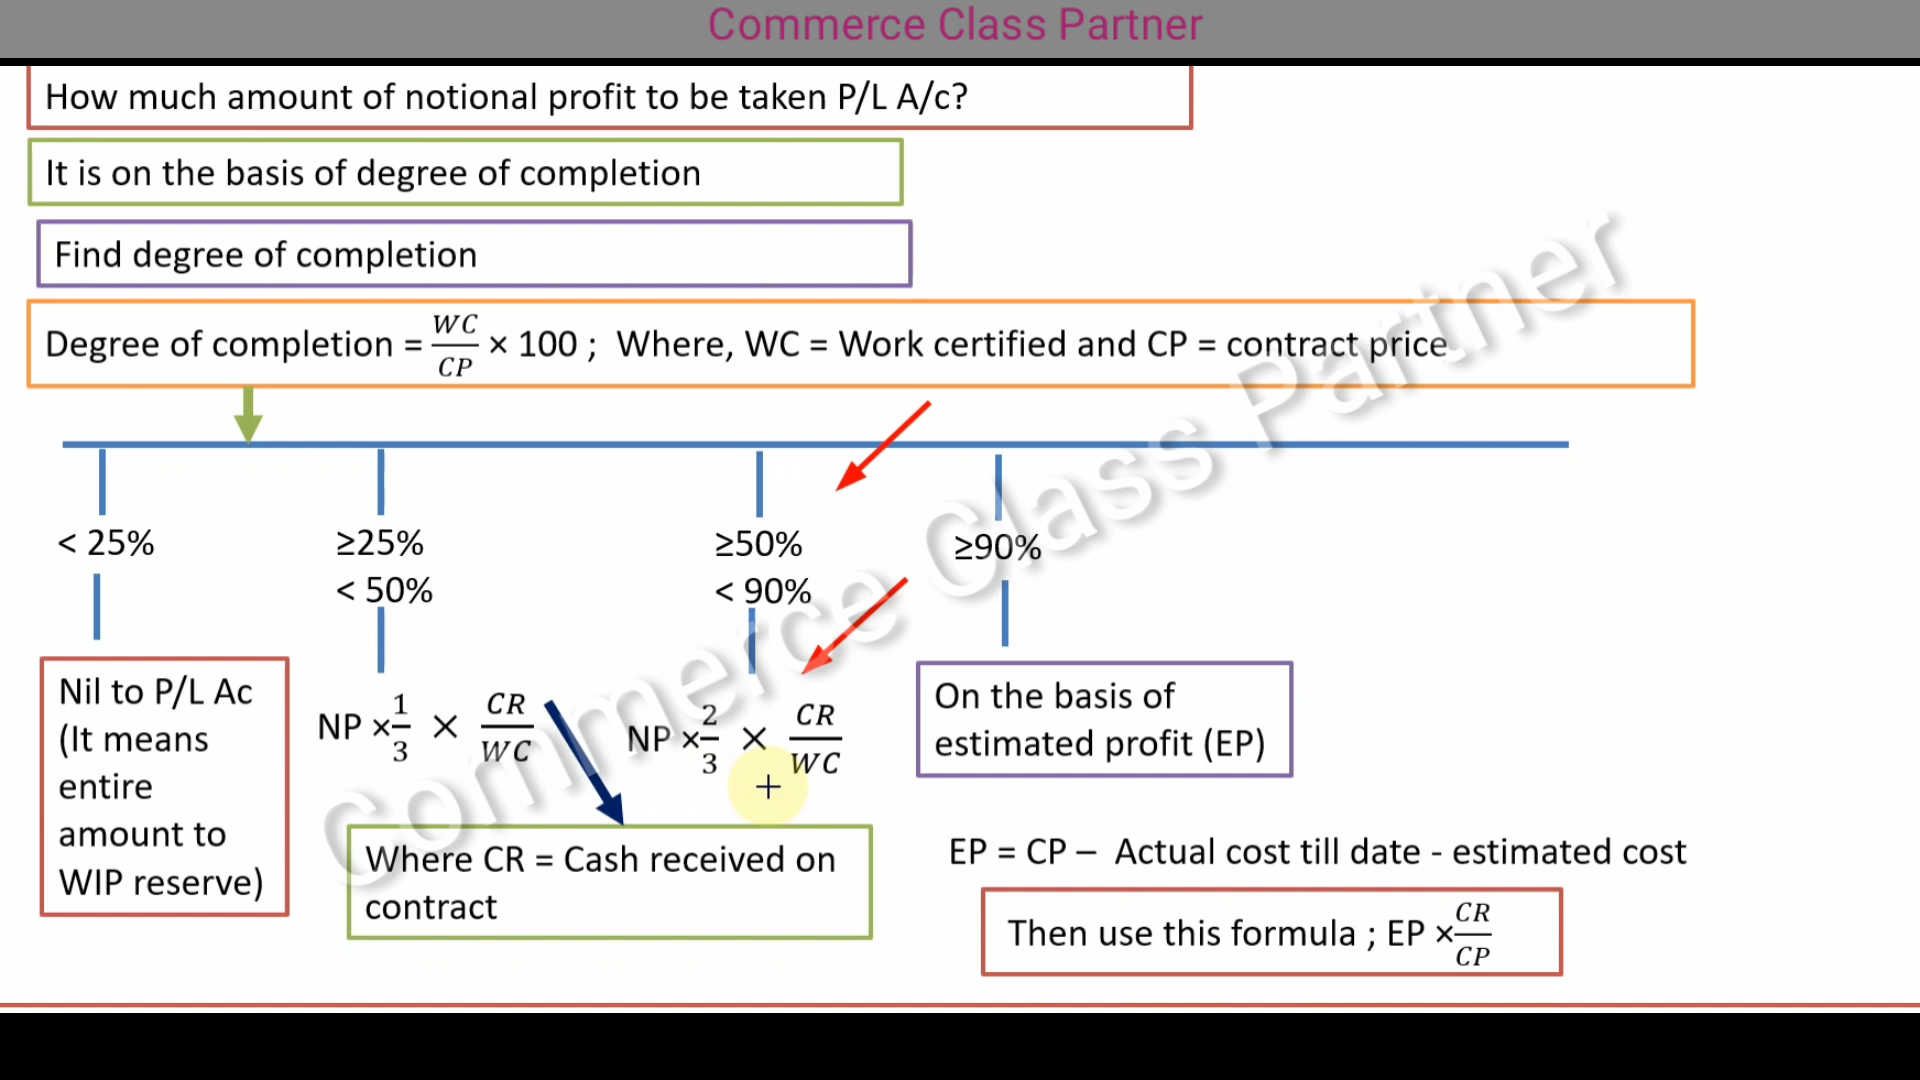 Commerce Class Partner
How much amount of notional profit to be taken P/L A/c?
It is on the basis of degree of completion
Find degree of completion
Degree of completion = WC/CP × 100 ; Where, WC = Work certified and CP = contract price
< 25%
≥25%
< 50%
≥50%
< 90%
≥90%
Nil to P/L Ac
(It means
entire
amount to
WIP reserve)
NP × 1/3 × CR/WC
NP × 2/3 × CR/WC
Where CR = Cash received on
contract
On the basis of
estimated profit (EP)
EP = CP – Actual cost till date - estimated cost
Then use this formula ; EP × CR/CP
Commerce Class Partner